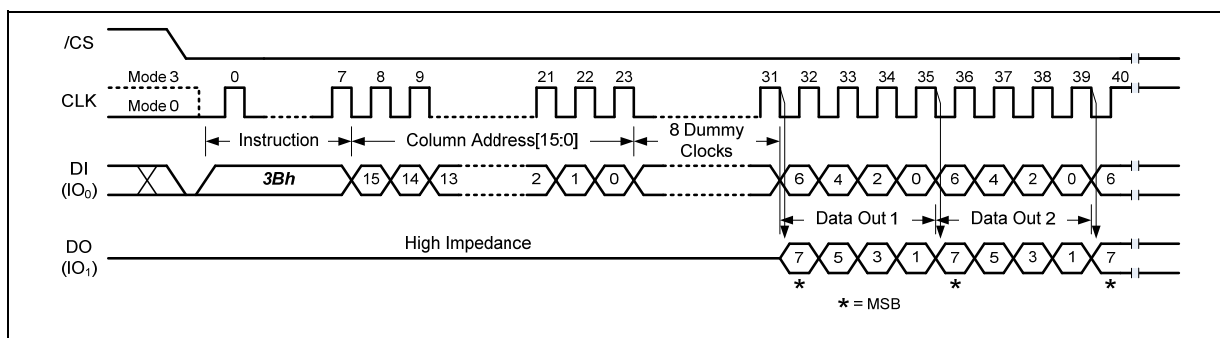 /CS
Mode 3 0 7 8 9 21 22 23 31 32 33 34 35 36 37 38 39 40
CLK Mode 0
Instruction Column Address[15:0] 8 Dummy Clocks
DI (IO₀) 3Bh 15 14 13 2 1 0 6 4 2 0 6 4 2 0 6
Data Out 1 Data Out 2
DO (IO₁) High Impedance 7 5 3 1 7 5 3 1 7
* * *
* = MSB